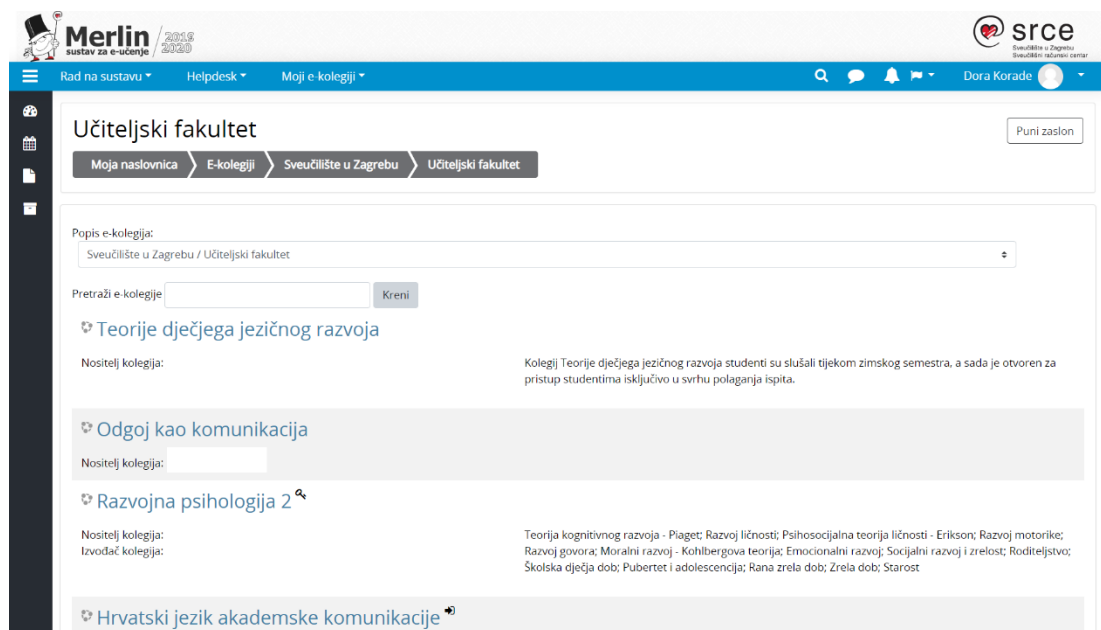 Merlin 2019
sustav za e-učenje 2020
srce
Sveučilište u Zagrebu
Sveučilišni računski centar
Rad na sustavu Helpdesk Moji e-kolegiji Dora Korade
Učiteljski fakultet
Puni zaslon
Moja naslovnica E-kolegiji Sveučilište u Zagrebu Učiteljski fakultet
Popis e-kolegija:
Sveučilište u Zagrebu / Učiteljski fakultet
Pretraži e-kolegije Kreni
Teorije dječjega jezičnog razvoja
Nositelj kolegija:
Kolegij Teorije dječjega jezičnog razvoja studenti su slušali tijekom zimskog semestra, a sada je otvoren za
pristup studentima isključivo u svrhu polaganja ispita.
Odgoj kao komunikacija
Nositelj kolegija:
Razvojna psihologija 2
Nositelj kolegija:
Izvođač kolegija:
Teorija kognitivnog razvoja - Piaget; Razvoj ličnosti; Psihosocijalna teorija ličnosti - Erikson; Razvoj motorike;
Razvoj govora; Moralni razvoj - Kohlbergova teorija; Emocionalni razvoj; Socijalni razvoj i zrelost; Roditeljstvo;
Školska dječja dob; Pubertet i adolescencija; Rana zrela dob; Zrela dob; Starost
Hrvatski jezik akademske komunikacije